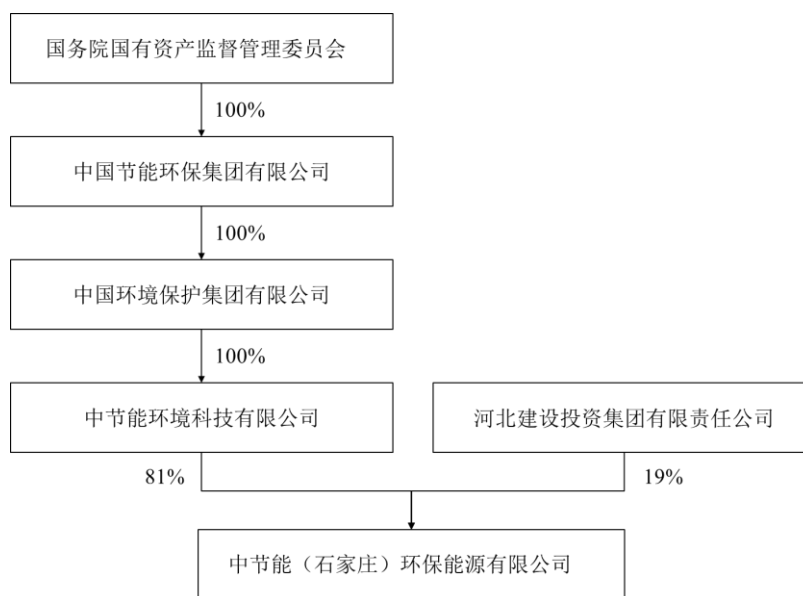 国务院国有资产监督管理委员会
100%
中国节能环保集团有限公司
100%
中国环境保护集团有限公司
100%
中节能环境科技有限公司
河北建设投资集团有限责任公司
81%
19%
中节能（石家庄）环保能源有限公司